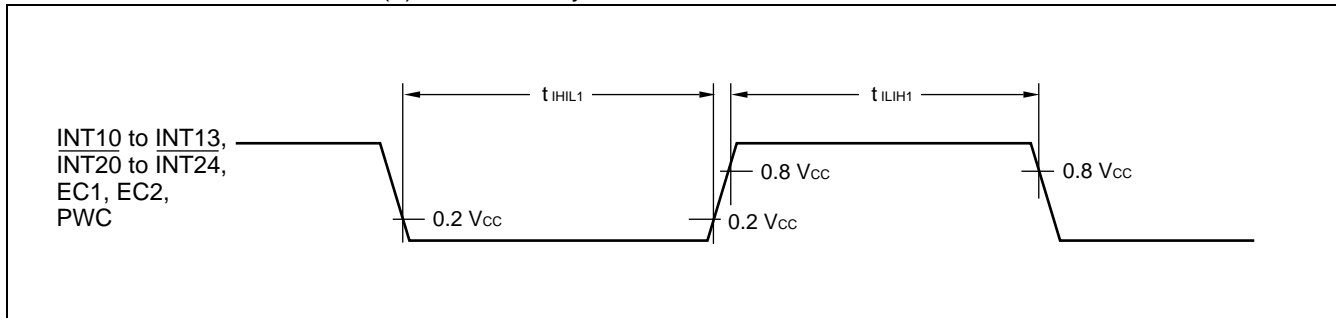 t IHIL1
t ILIH1
INT10 to INT13,
INT20 to INT24,
EC1, EC2,
PWC
0.8 VCC
0.8 VCC
0.2 VCC
0.2 VCC